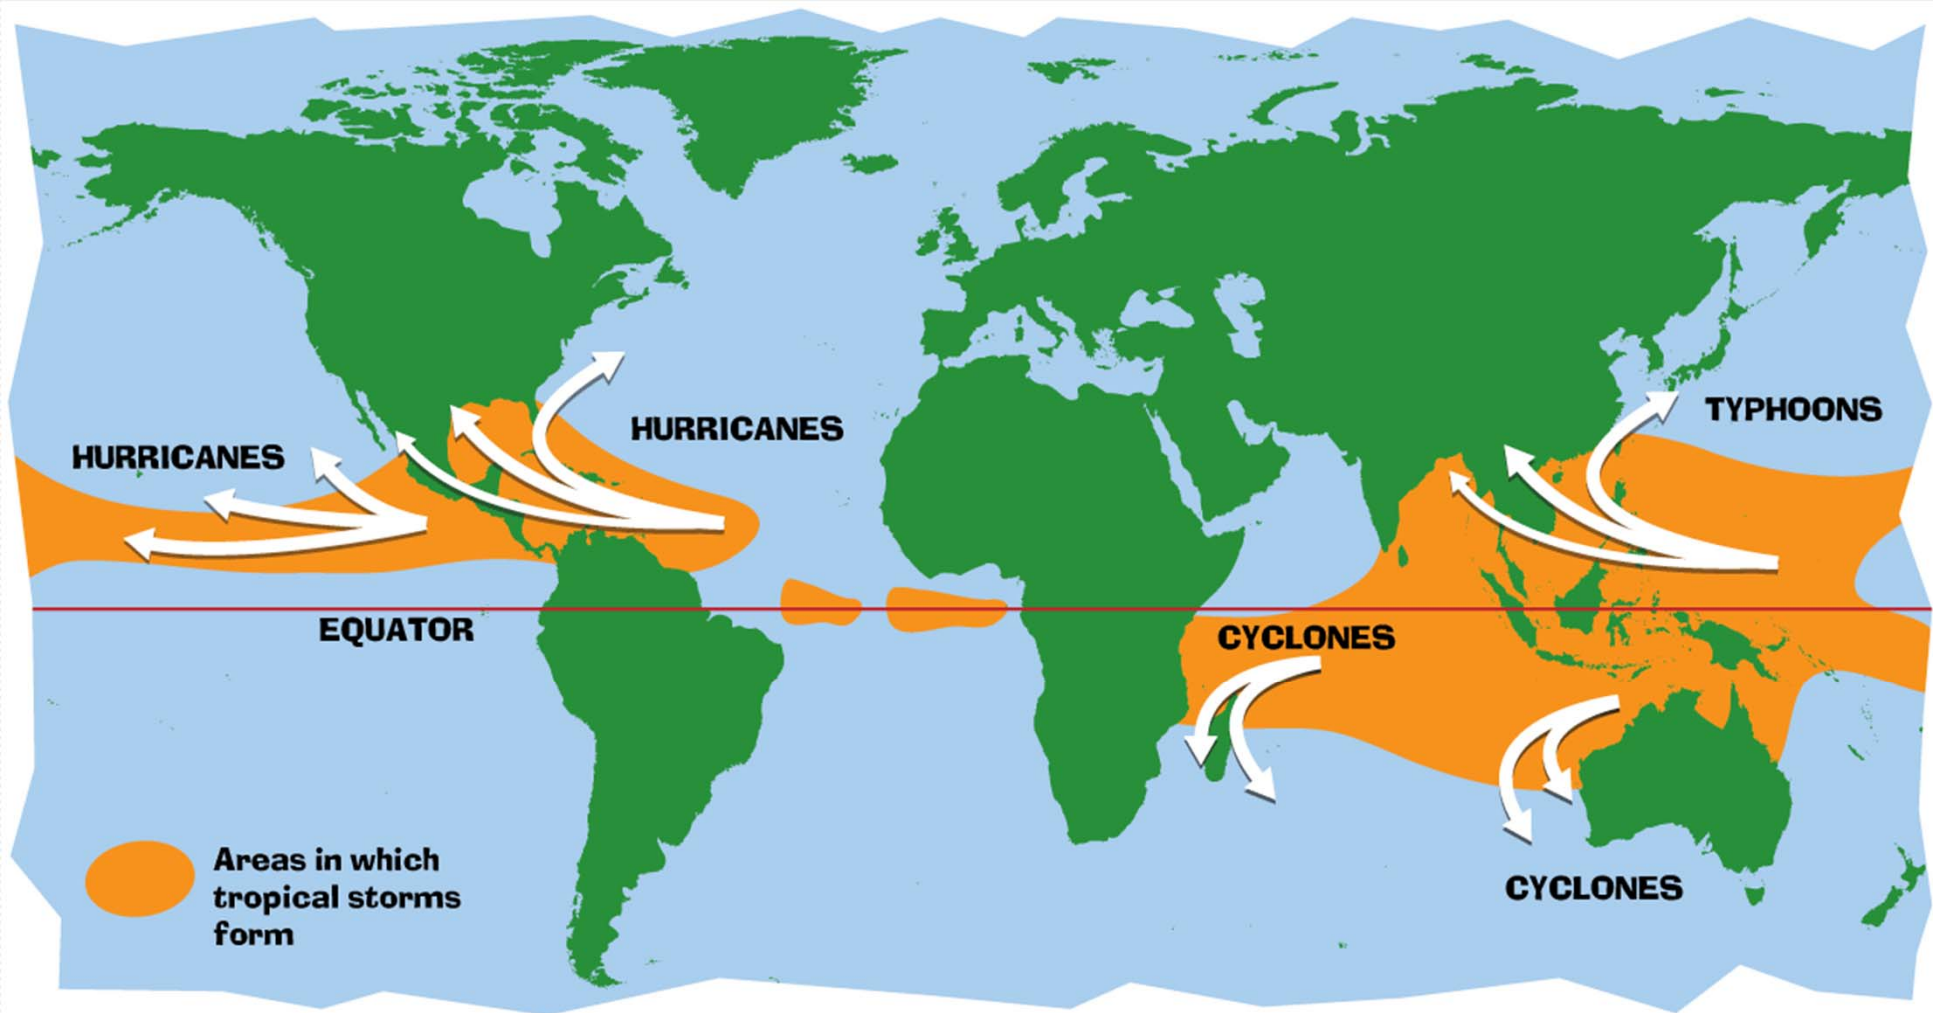 HURRICANES
HURRICANES
TYPHOONS
EQUATOR
CYCLONES
CYCLONES
Areas in which
tropical storms
form